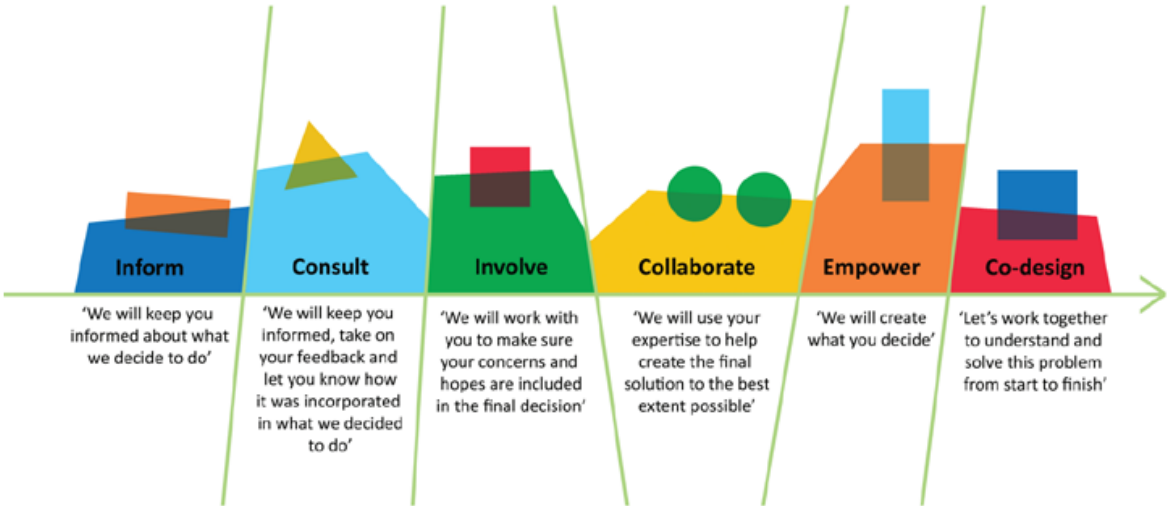 Inform
Consult
Involve
Collaborate
Empower
Co-design
‘We will keep you
informed about what
we decide to do’
‘We will keep you
informed, take on
your feedback and
let you know how
it was incorporated
in what we decided
to do’
‘We will work with
you to make sure
your concerns and
hopes are included
in the final decision’
‘We will use your
expertise to help
create the final
solution to the best
extent possible’
‘We will create
what you decide’
‘Let’s work together
to understand and
solve this problem
from start to finish’